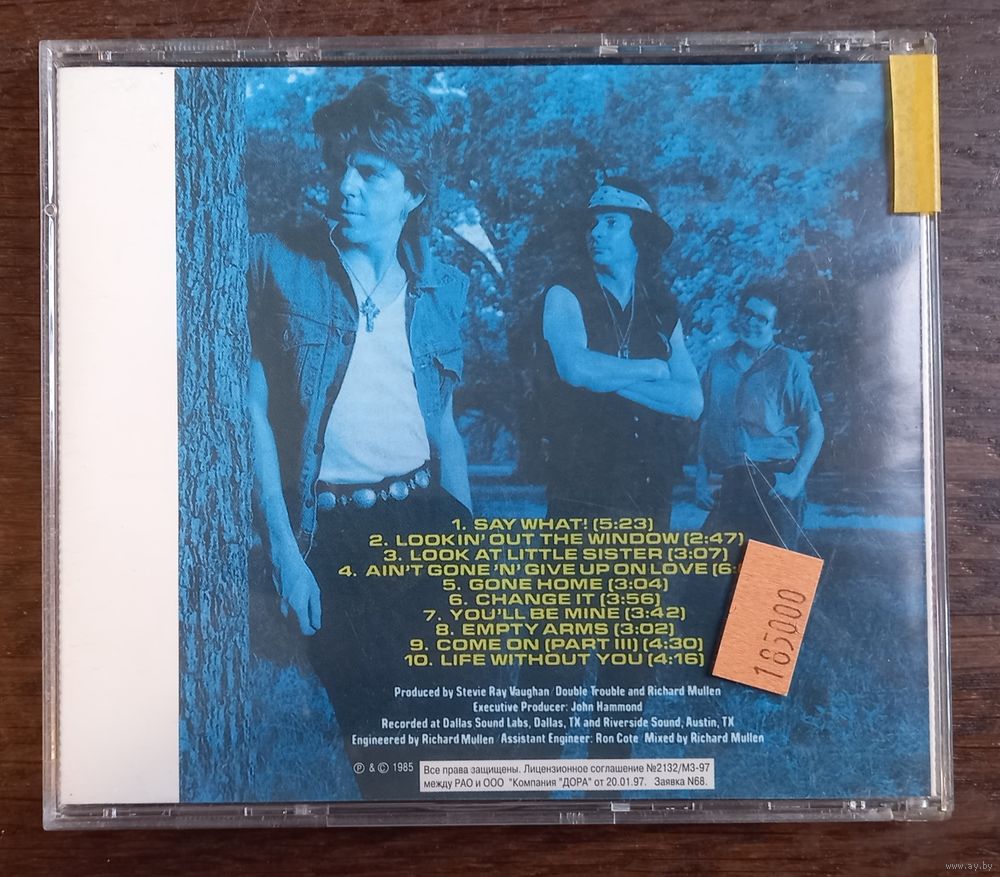 1. SAY WHAT! (5:23)
2. LOOKIN' OUT THE WINDOW (2:47)
3. LOOK AT LITTLE SISTER (3:07)
4. AIN'T GONE 'N' GIVE UP ON LOVE (6:
5. GONE HOME (3:04)
6. CHANGE IT (3:56)
7. YOU'LL BE MINE (3:42)
8. EMPTY ARMS (3:02)
9. COME ON (PART III) (4:30)
10. LIFE WITHOUT YOU (4:16)
185000
Produced by Stevie Ray Vaughan/Double Trouble and Richard Mullen
Executive Producer: John Hammond
Recorded at Dallas Sound Labs, Dallas, TX and Riverside Sound, Austin, TX
Engineered by Richard Mullen/Assistant Engineer: Ron Cote/Mixed by Richard Mullen
℗ & © 1985
Все права защищены. Лицензионное соглашение №2132/МЗ-97
между РАО и ООО "Компания "ДОРА" от 20.01.97. Заявка N68.
www.ay.by